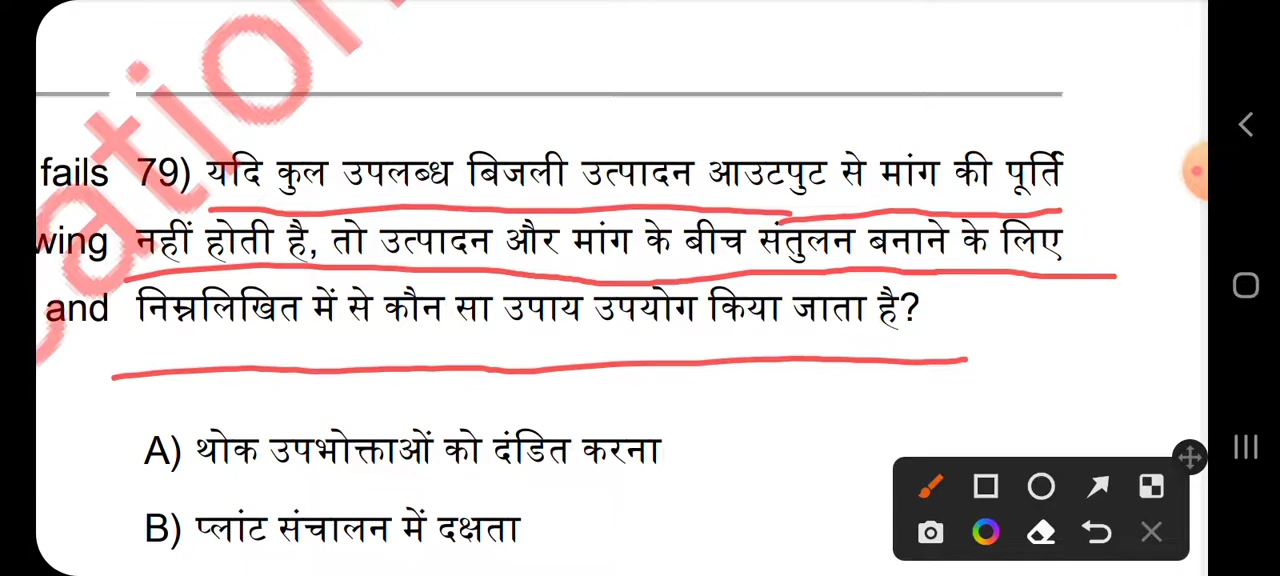 fails 79) यदि कुल उपलब्ध बिजली उत्पादन आउटपुट से मांग की पूर्ति
wing नहीं होती है, तो उत्पादन और मांग के बीच संतुलन बनाने के लिए
and निम्नलिखित में से कौन सा उपाय उपयोग किया जाता है?
A) थोक उपभोक्ताओं को दंडित करना
B) प्लांट संचालन में दक्षता
ation